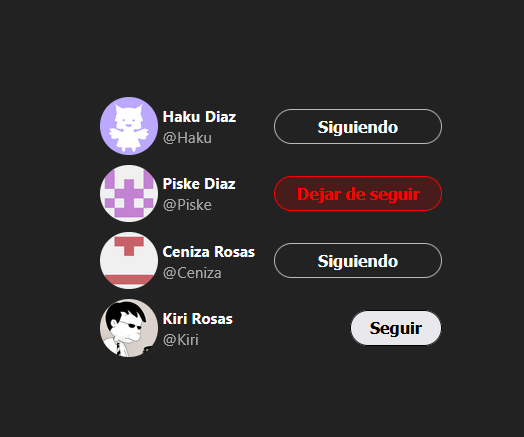 Haku Diaz
@Haku
Siguiendo
Piske Diaz
@Piske
Dejar de seguir
Ceniza Rosas
@Ceniza
Siguiendo
Kiri Rosas
@Kiri
Seguir